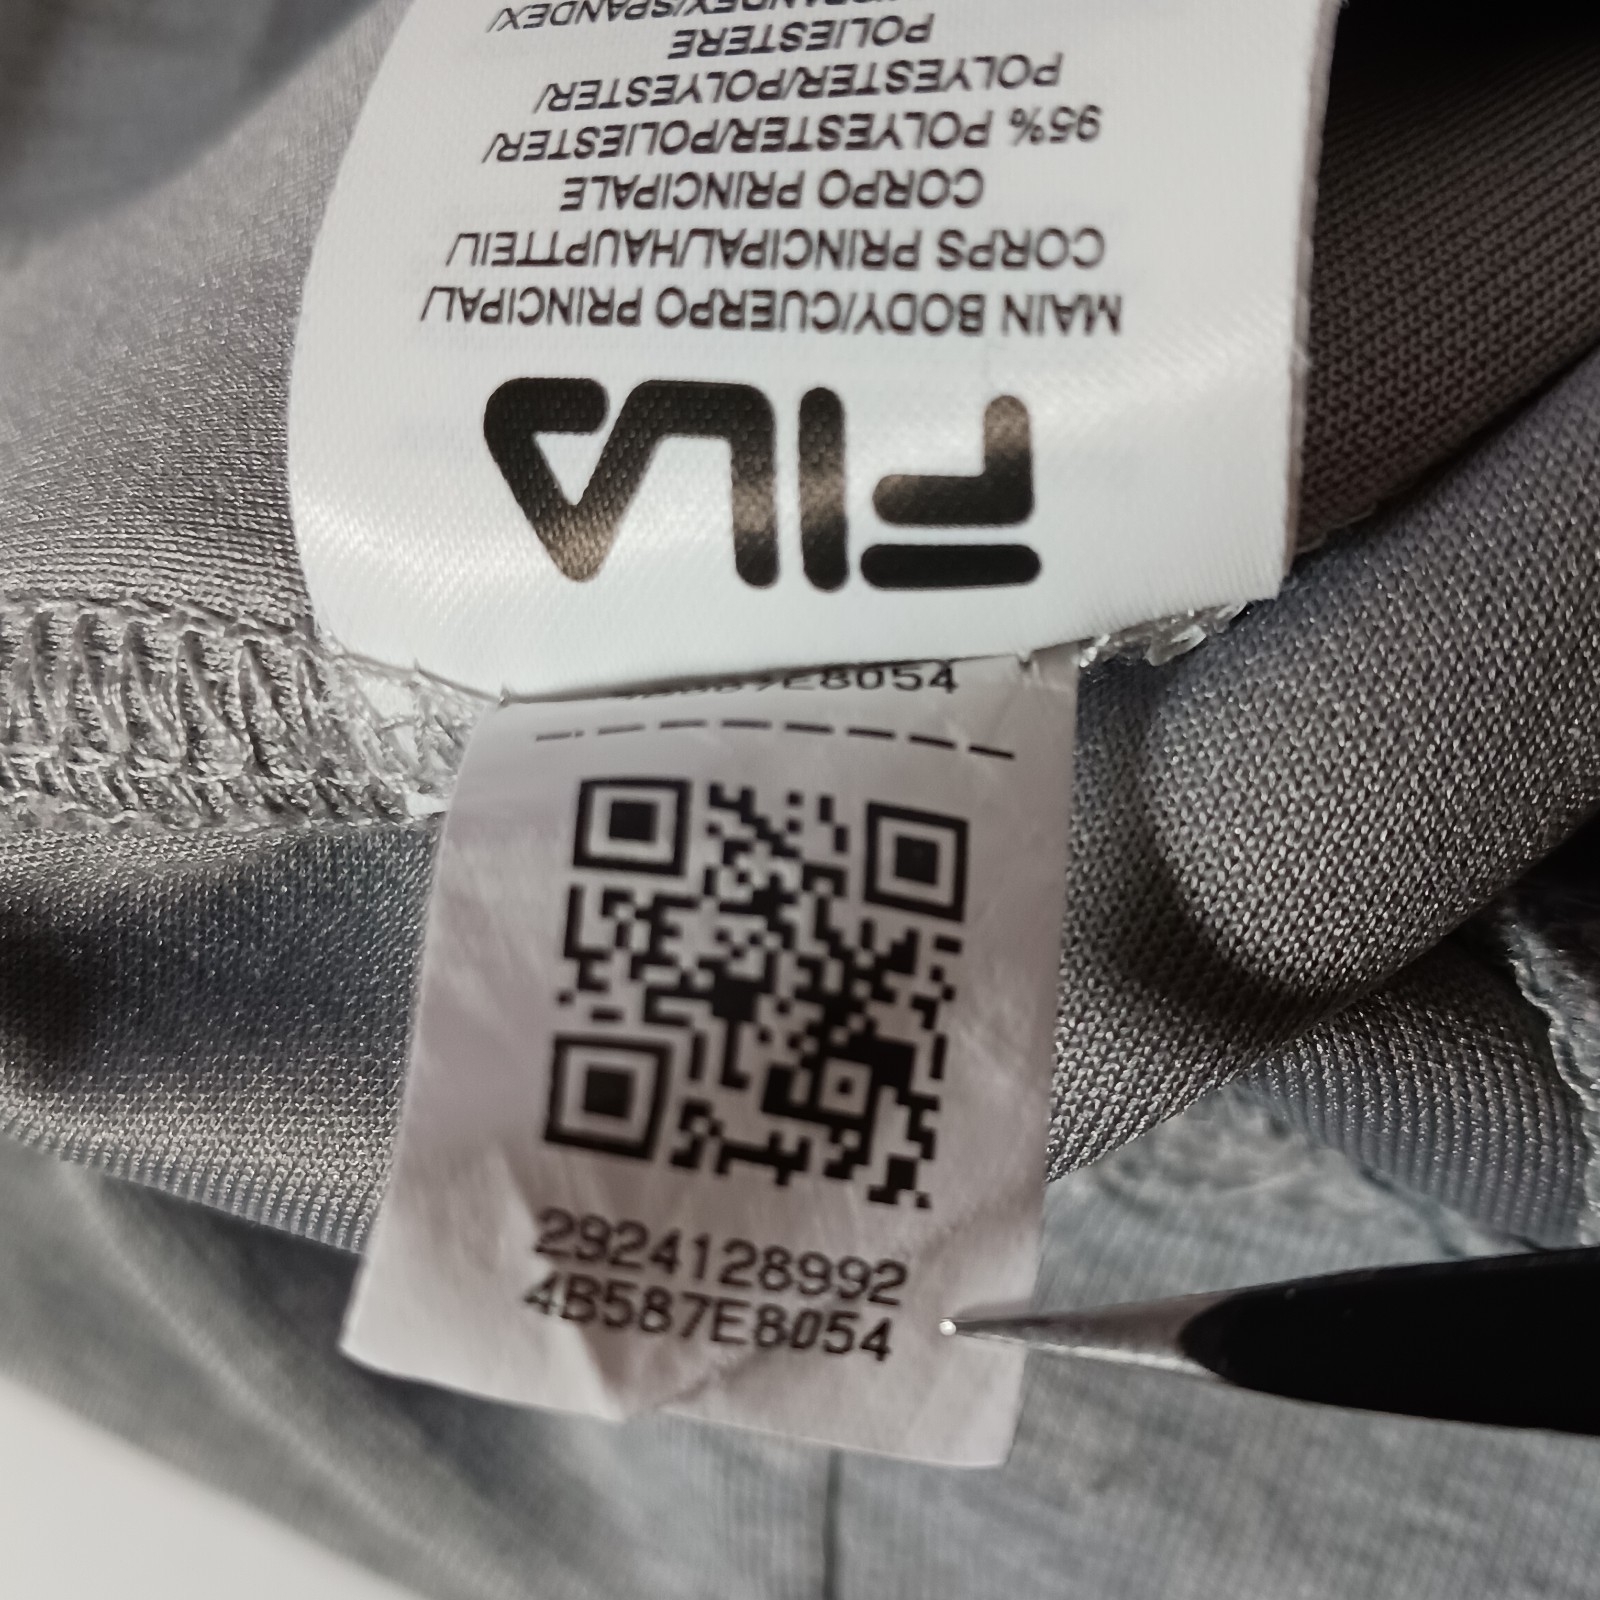 FILA
MAIN BODY/CUERPO PRINCIPAL/
CORPS PRINCIPAL/HAUPTTEIL/
CORPO PRINCIPALE
95% POLYESTER/POLIESTER/
POLYESTER/POLYESTER/
POLIESTERE
2924128992
4B587E8054